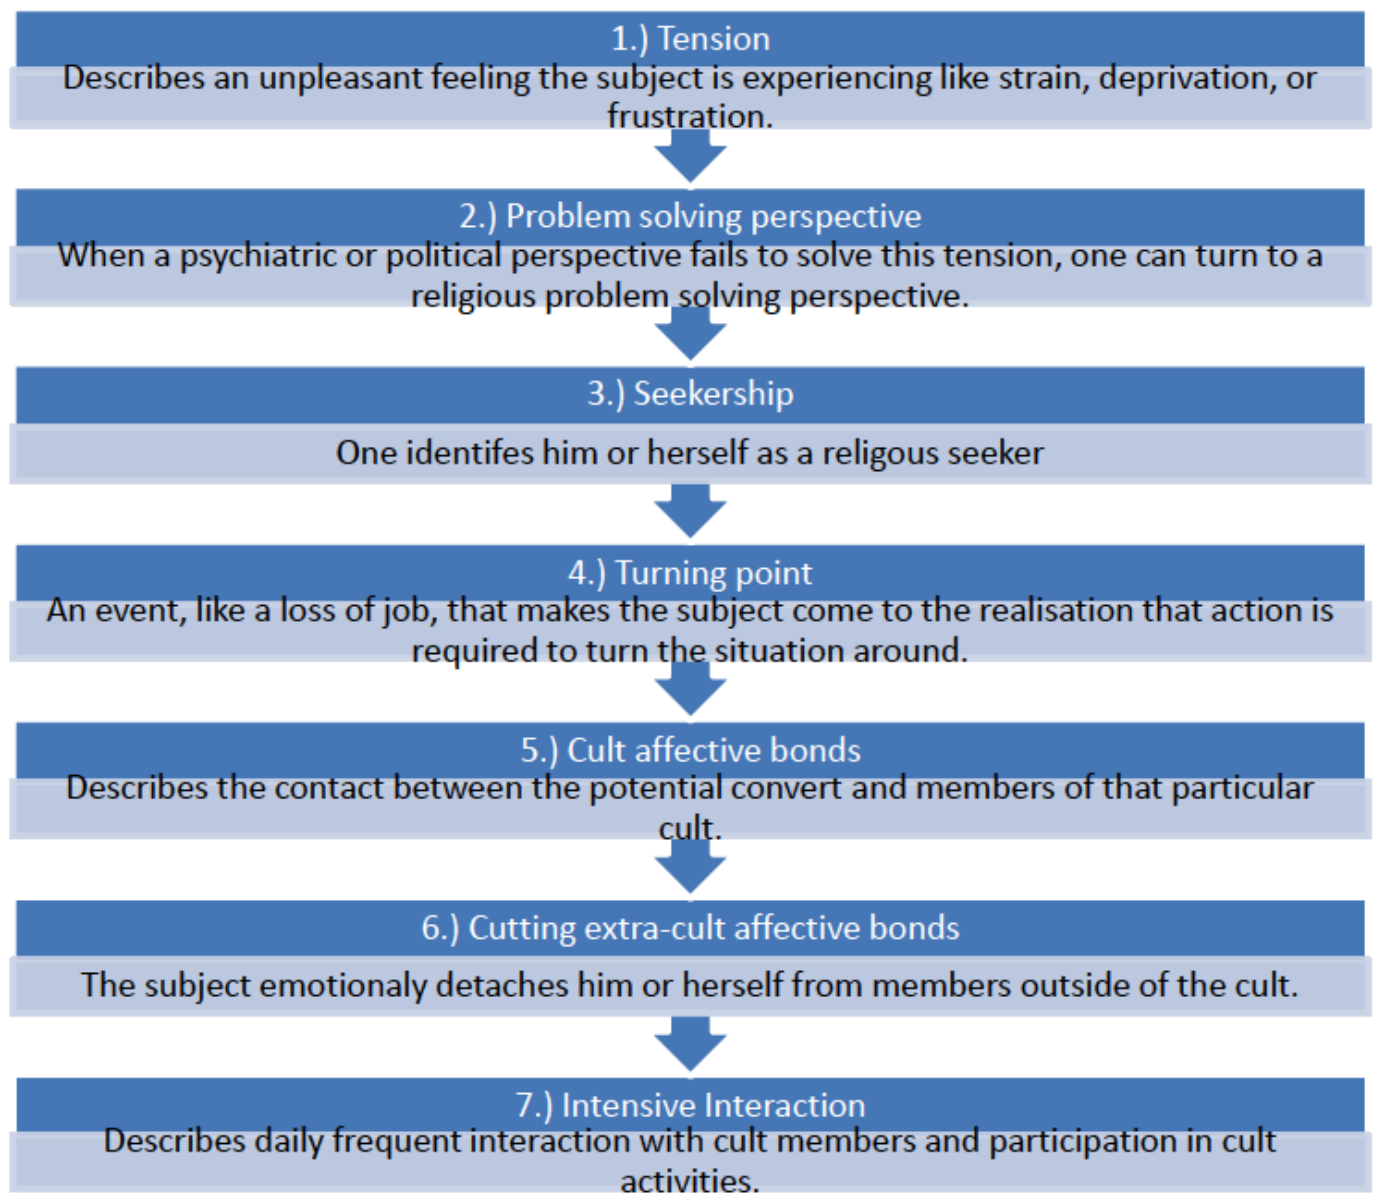 1.) Tension
Describes an unpleasant feeling the subject is experiencing like strain, deprivation, or
frustration.
2.) Problem solving perspective
When a psychiatric or political perspective fails to solve this tension, one can turn to a
religious problem solving perspective.
3.) Seekership
One identifes him or herself as a religous seeker
4.) Turning point
An event, like a loss of job, that makes the subject come to the realisation that action is
required to turn the situation around.
5.) Cult affective bonds
Describes the contact between the potential convert and members of that particular
cult.
6.) Cutting extra-cult affective bonds
The subject emotionaly detaches him or herself from members outside of the cult.
7.) Intensive Interaction
Describes daily frequent interaction with cult members and participation in cult
activities.